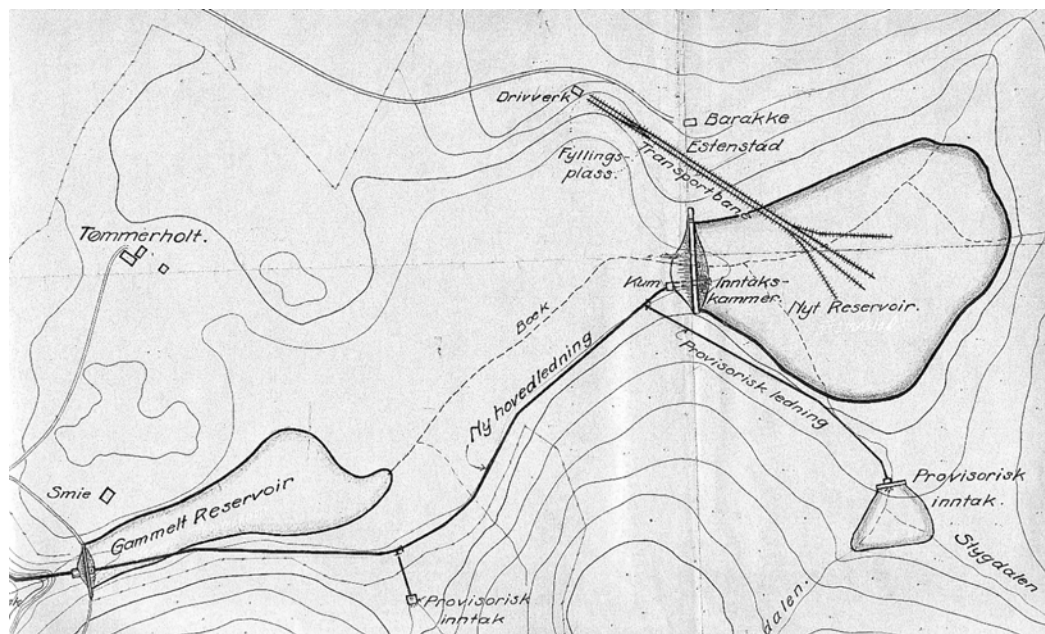 Drivverk
Barakke
Estenstad
Fyllings-
plass.
Transportbane
Tømmerholt.
Kum
Inntaks-
kammer.
Nyt Reservoir.
Bæk
Ny hovedledning
Provisorisk ledning
Smie
Gammelt Reservoir
Provisorisk
inntak.
Stygdalen
Provisorisk
inntak
dalen.